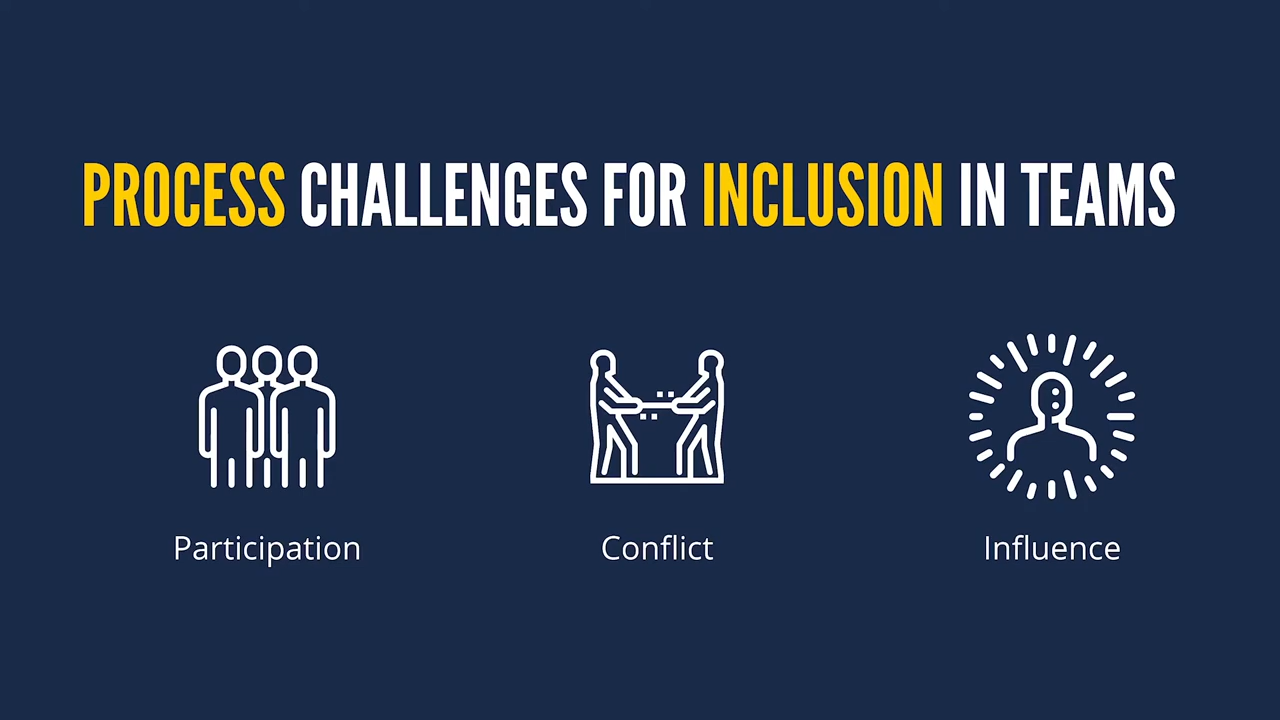 PROCESS CHALLENGES FOR INCLUSION IN TEAMS
Participation
Conflict
Influence